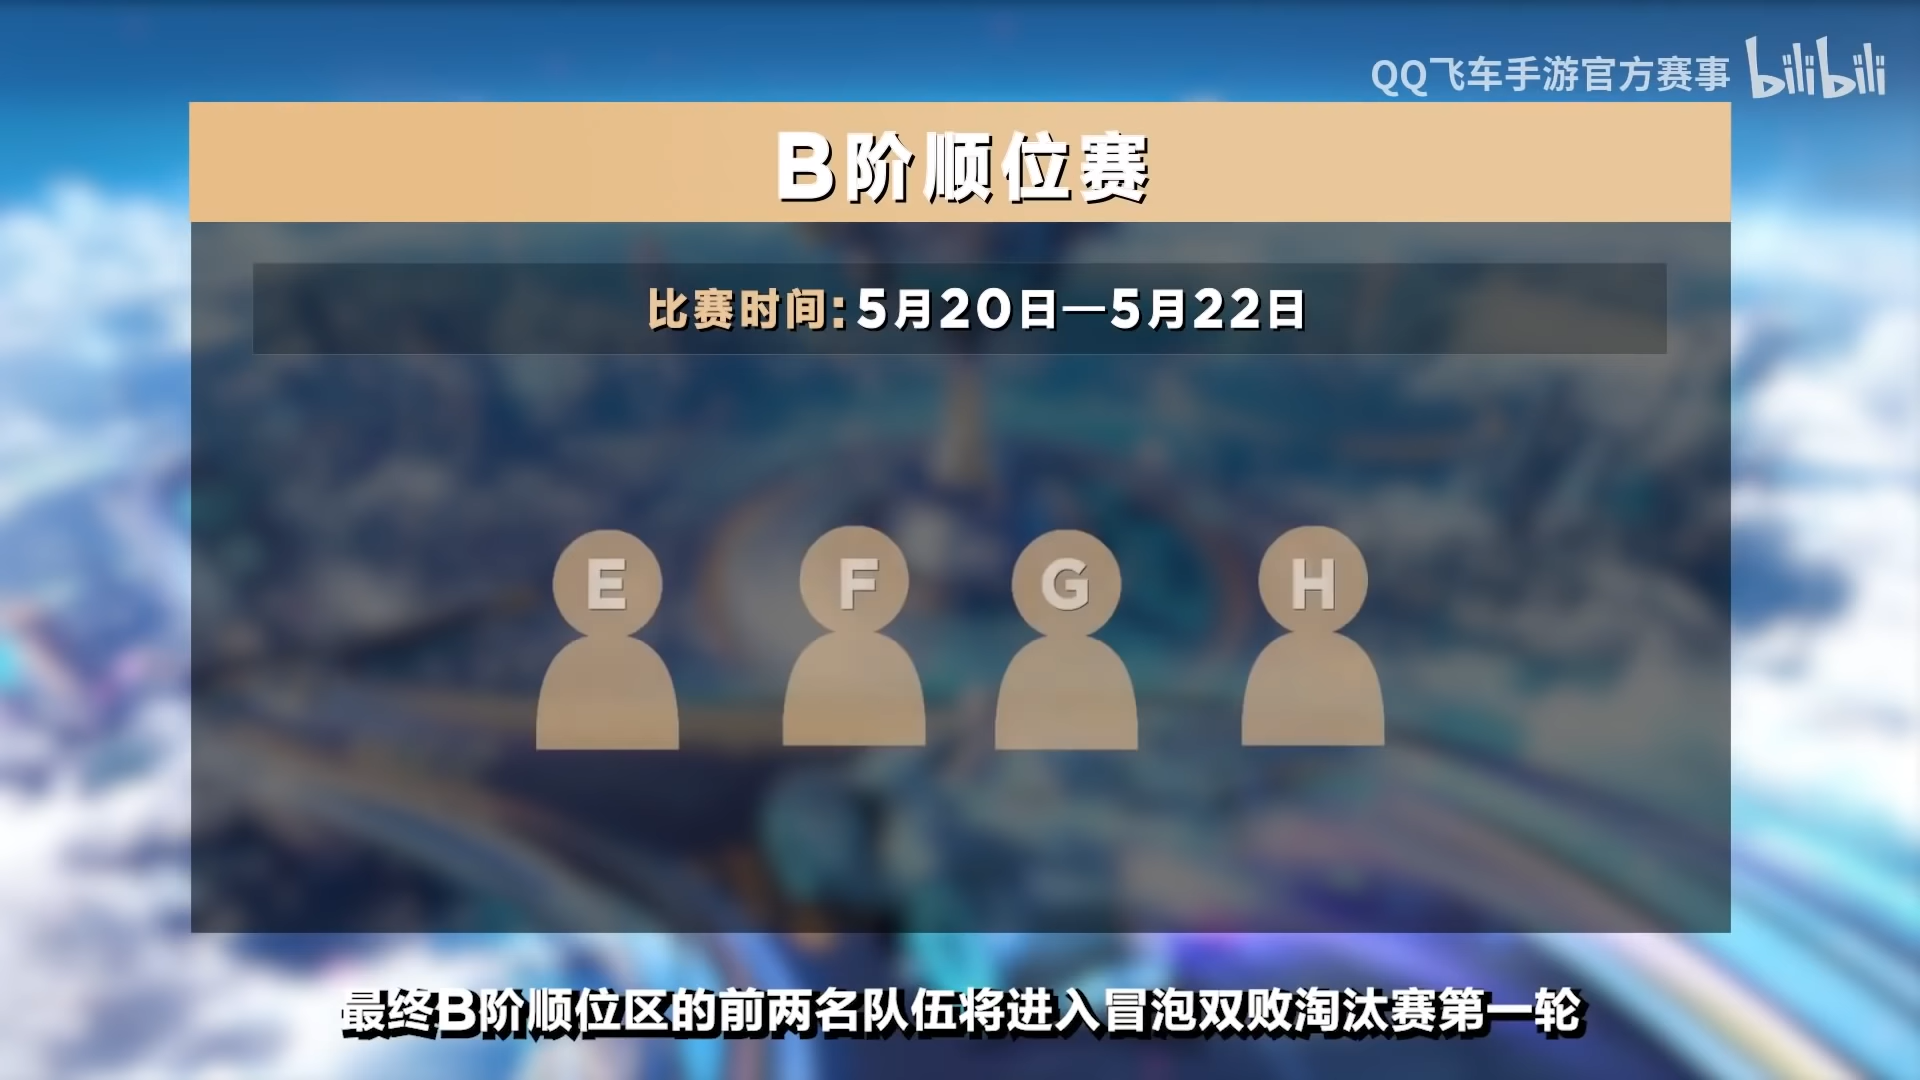 QQ飞车手游官方赛事 bilibili
B阶顺位赛
比赛时间:5月20日—5月22日
E F G H
最终B阶顺位区的前两名队伍将进入冒泡双败淘汰赛第一轮